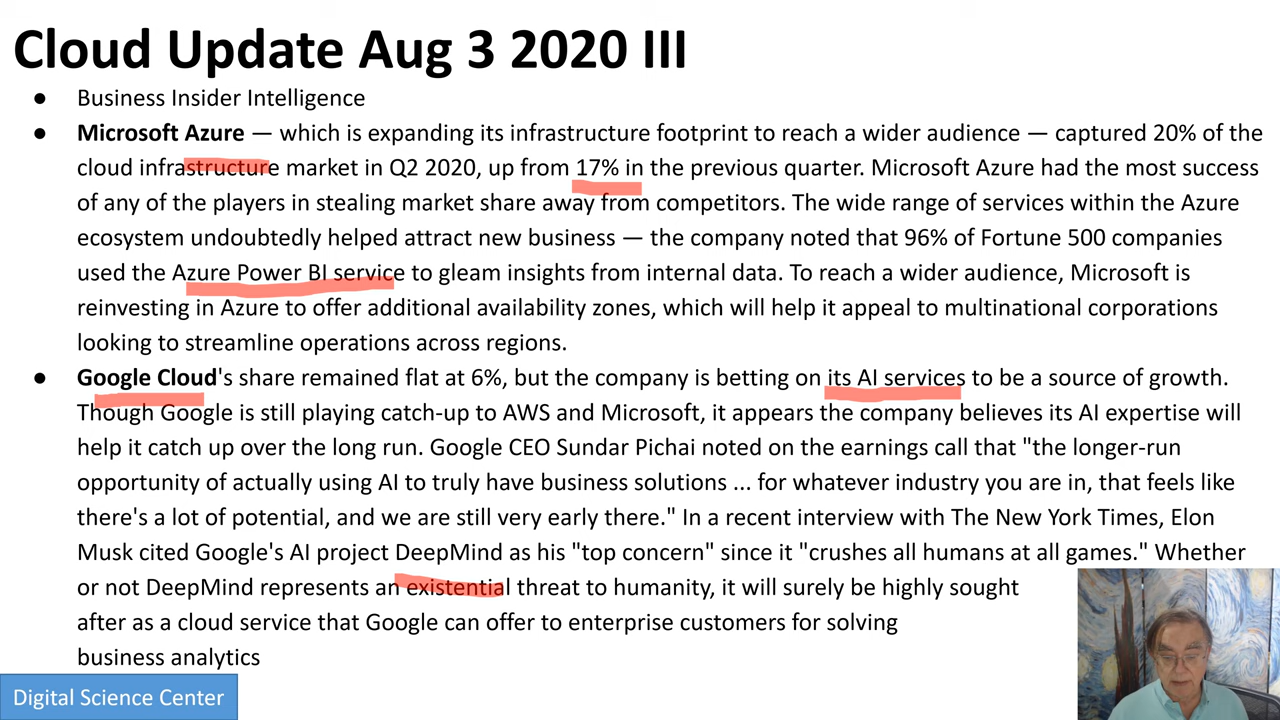 Cloud Update Aug 3 2020 III
● Business Insider Intelligence
● Microsoft Azure — which is expanding its infrastructure footprint to reach a wider audience — captured 20% of the
cloud infrastructure market in Q2 2020, up from 17% in the previous quarter. Microsoft Azure had the most success
of any of the players in stealing market share away from competitors. The wide range of services within the Azure
ecosystem undoubtedly helped attract new business — the company noted that 96% of Fortune 500 companies
used the Azure Power BI service to gleam insights from internal data. To reach a wider audience, Microsoft is
reinvesting in Azure to offer additional availability zones, which will help it appeal to multinational corporations
looking to streamline operations across regions.
● Google Cloud's share remained flat at 6%, but the company is betting on its AI services to be a source of growth.
Though Google is still playing catch-up to AWS and Microsoft, it appears the company believes its AI expertise will
help it catch up over the long run. Google CEO Sundar Pichai noted on the earnings call that "the longer-run
opportunity of actually using AI to truly have business solutions ... for whatever industry you are in, that feels like
there's a lot of potential, and we are still very early there." In a recent interview with The New York Times, Elon
Musk cited Google's AI project DeepMind as his "top concern" since it "crushes all humans at all games." Whether
or not DeepMind represents an existential threat to humanity, it will surely be highly sought
after as a cloud service that Google can offer to enterprise customers for solving
business analytics
Digital Science Center